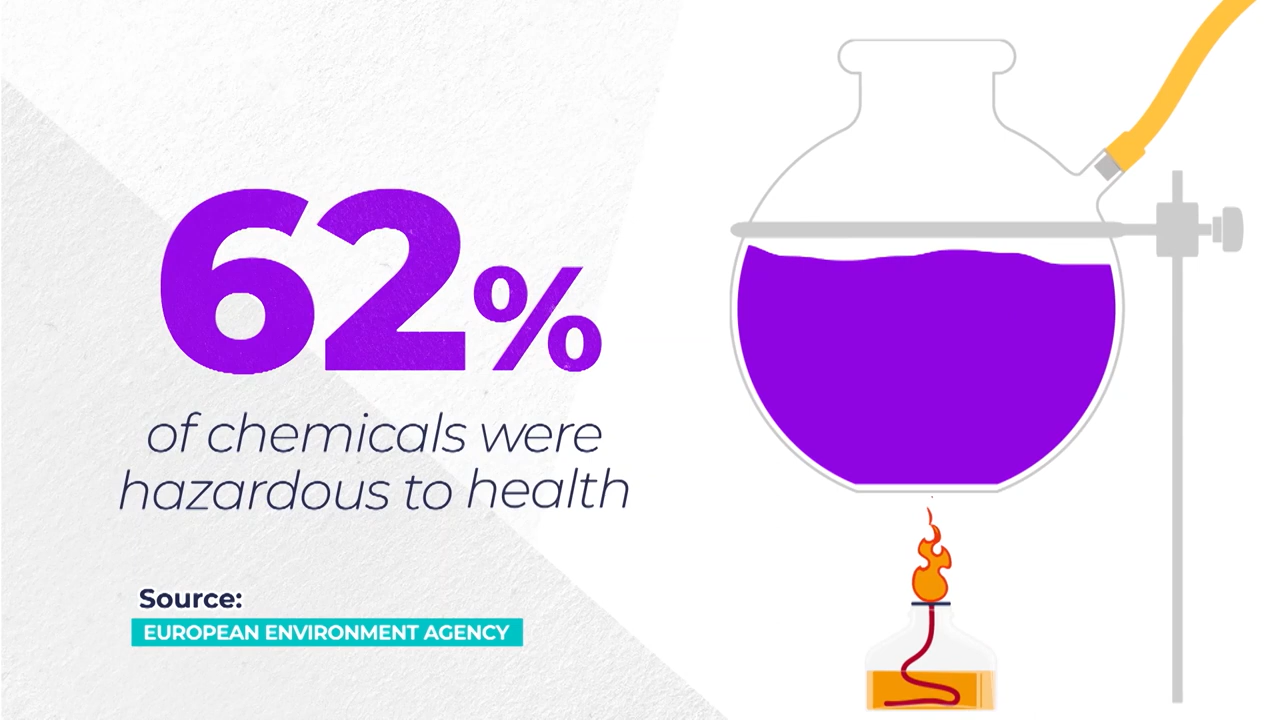 62%
of chemicals were
hazardous to health
Source:
EUROPEAN ENVIRONMENT AGENCY